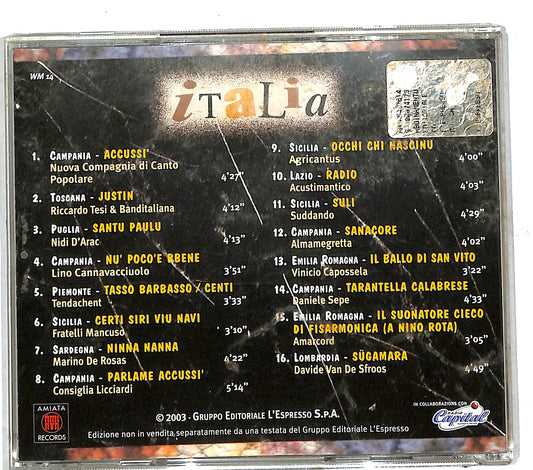 WM 14
iTaLia
1. Campania - ACCUSSI'
Nuova Compagnia di Canto
Popolare 4'27"
2. Toscana - JUSTIN
Riccardo Tesi & Banditaliana 4'12"
3. Puglia - SANTU PAULU
Nidi D'Arac 4'13"
4. Campania - NU' POCO'E BBENE
Lino Cannavacciuolo 3'51"
5. Piemonte - TASSO BARBASSO / CENTI
Tendachent 3'33"
6. Sicilia - CERTI SIRI VIU NAVI
Fratelli Mancuso 3'10"
7. Sardegna - NINNA NANNA
Marino De Rosas 4'22"
8. Campania - PARLAME ACCUSSI'
Consiglia Licciardi 5'14"
9. Sicilia - OCCHI CHI NASCINU
Agricantus 4'00"
10. Lazio - RADIO
Acustimantico 4'03"
11. Sicilia - SULI
Suddando 4'29"
12. Campania - SANACORE
Almamegretta 4'02"
13. Emilia Romagna - IL BALLO DI SAN VITO
Vinicio Capossela 3'22"
14. Campania - TARANTELLA CALABRESE
Daniele Sepe 4'33"
15. Emilia Romagna - IL SUONATORE CIECO
DI FISARMONICA (A NINO ROTA)
Amarcord 3'05"
16. Lombardia - SÜGAMARA
Davide Van De Sfroos 4'49"
AMIATA
RECORDS
© 2003 - Gruppo Editoriale L'Espresso S.p.A.
Edizione non in vendita separatamente da una testata del Gruppo Editoriale L'Espresso
IN COLLABORAZIONE CON
Capital